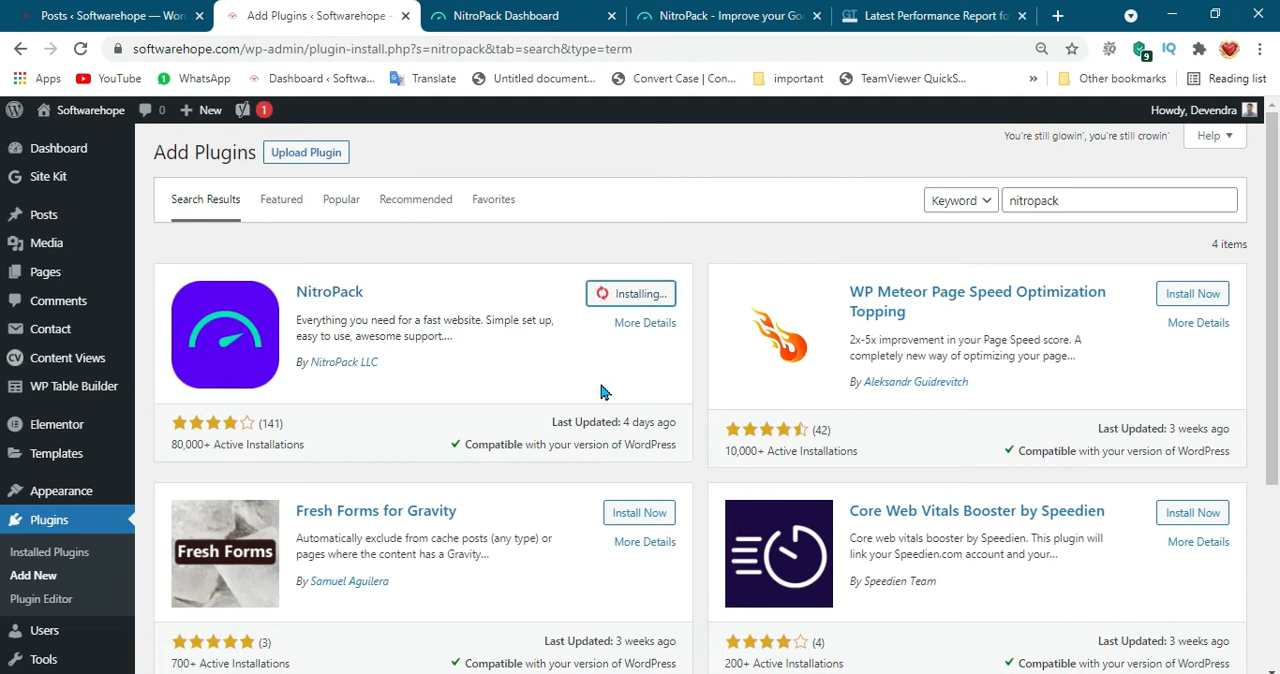 Posts ‹ Softwarehope — Wor
Add Plugins ‹ Softwarehope –
NitroPack Dashboard
NitroPack - Improve your Go
GT Latest Performance Report fo
softwarehope.com/wp-admin/plugin-install.php?s=nitropack&tab=search&type=term
9
IQ
Apps
YouTube
WhatsApp
Dashboard ‹ Softwa...
Translate
Untitled document...
Convert Case | Con...
important
TeamViewer QuickS...
»
Other bookmarks
Reading list
Softwarehope
0
New
1
Howdy, Devendra
You're still glowin', you're still crowin'
Help
Dashboard
Site Kit
Posts
Media
Pages
Comments
Contact
Content Views
WP Table Builder
Elementor
Templates
Appearance
Plugins
Installed Plugins
Add New
Plugin Editor
Users
Tools
Add Plugins
Upload Plugin
Search Results
Featured
Popular
Recommended
Favorites
Keyword
nitropack
4 items
NitroPack
Installing...
More Details
Everything you need for a fast website. Simple set up,
easy to use, awesome support....
By NitroPack LLC
(141)
Last Updated: 4 days ago
80,000+ Active Installations
Compatible with your version of WordPress
WP Meteor Page Speed Optimization
Topping
Install Now
More Details
2x-5x improvement in your Page Speed score. A
completely new way of optimizing your page...
By Aleksandr Guidrevitch
(42)
Last Updated: 3 weeks ago
10,000+ Active Installations
Compatible with your version of WordPress
Fresh Forms
Fresh Forms for Gravity
Install Now
More Details
Automatically exclude from cache posts (any type) or
pages where the content has a Gravity...
By Samuel Aguilera
(3)
Last Updated: 3 weeks ago
700+ Active Installations
Compatible with your version of WordPress
Core Web Vitals Booster by Speedien
Install Now
More Details
Core web vitals booster by Speedien. This plugin will
link your Speedien.com account and your...
By Speedien Team
(4)
Last Updated: 3 weeks ago
200+ Active Installations
Compatible with your version of WordPress